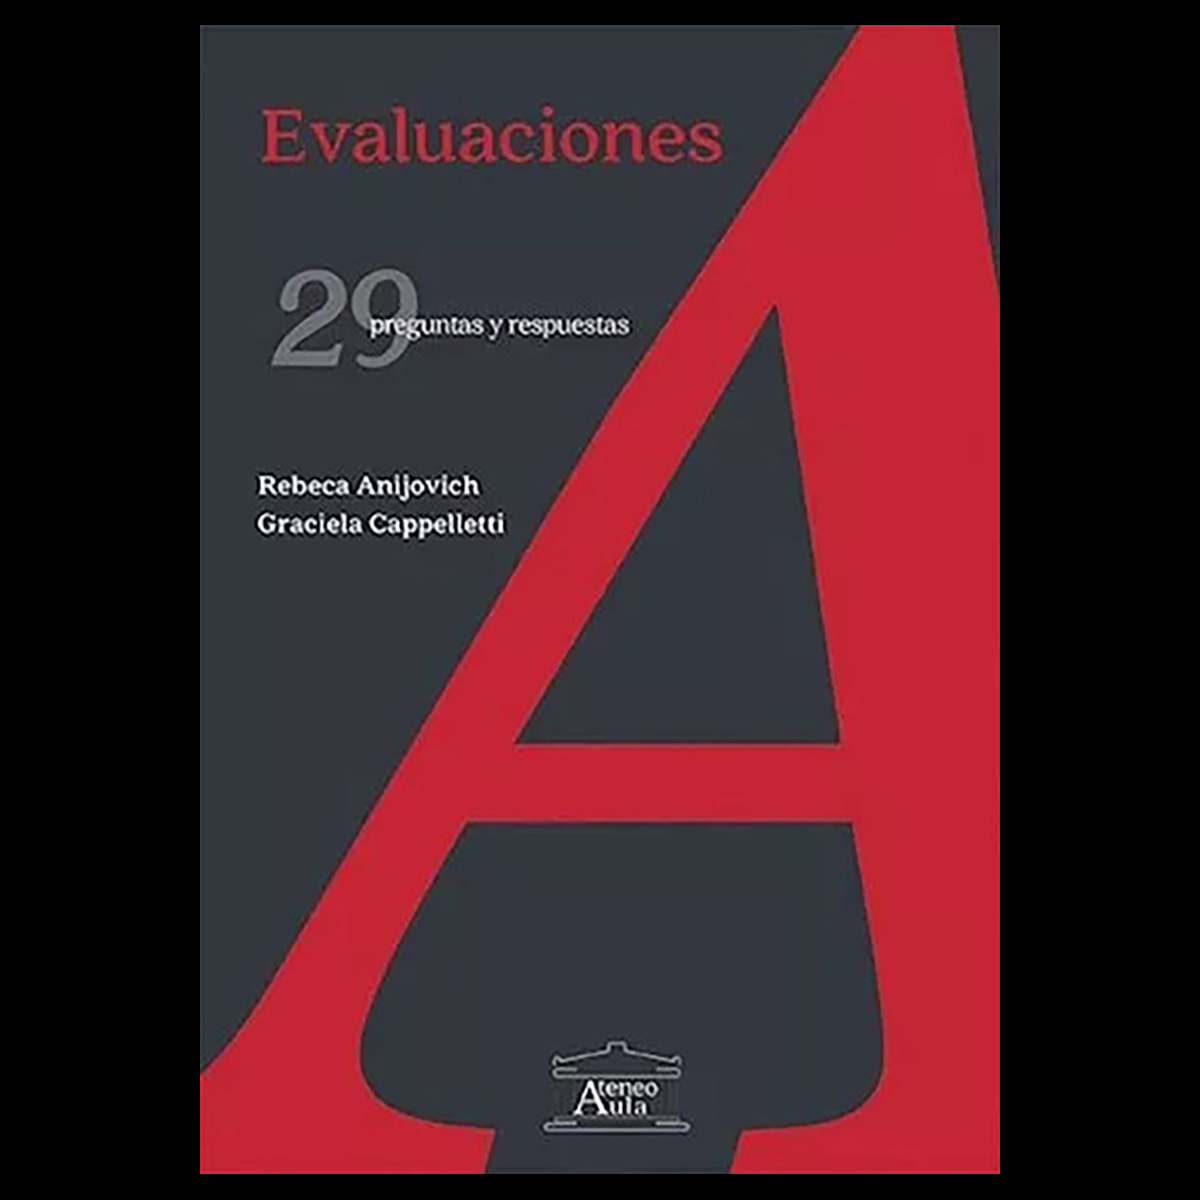 Evaluaciones
29
preguntas y respuestas
Rebeca Anijovich
Graciela Cappelletti
A
Ateneo
Aula